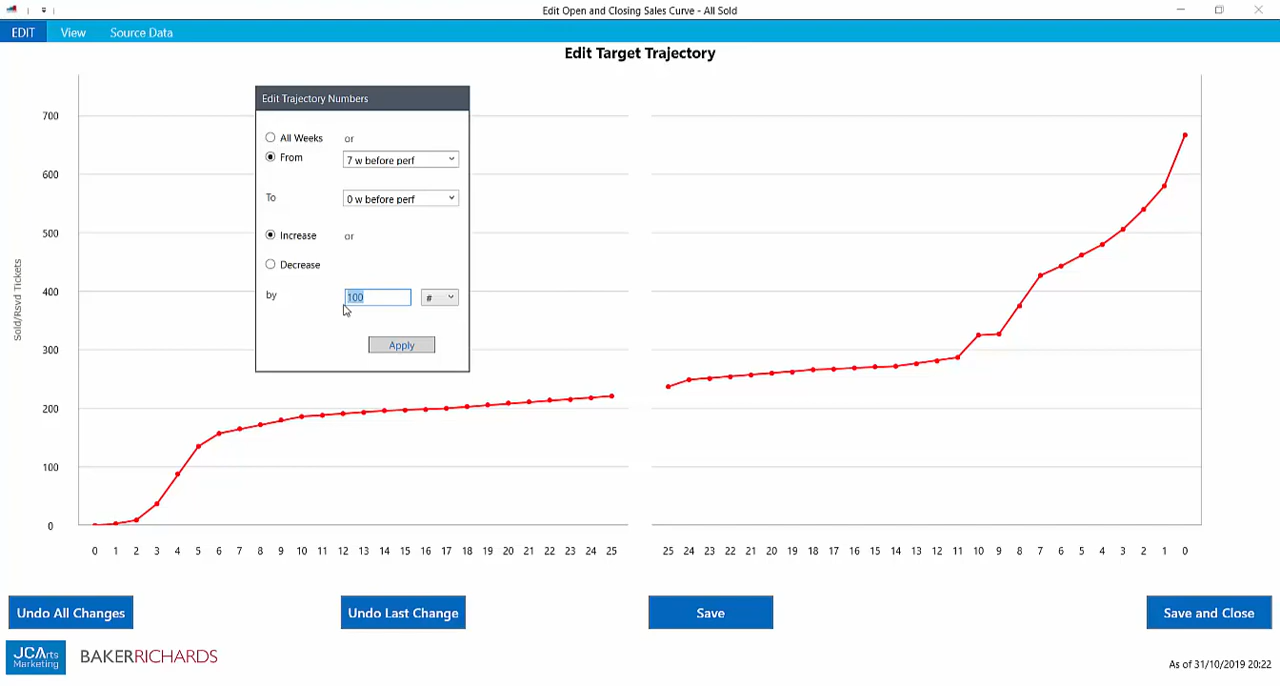 Edit Open and Closing Sales Curve - All Sold
EDIT View Source Data
Edit Target Trajectory
Edit Trajectory Numbers
All Weeks or
From 7 w before perf
To 0 w before perf
Increase or
Decrease
by 100 #
Apply
Sold/Rsvd Tickets
700
600
500
400
300
200
100
0
0 1 2 3 4 5 6 7 8 9 10 11 12 13 14 15 16 17 18 19 20 21 22 23 24 25
25 24 23 22 21 20 19 18 17 16 15 14 13 12 11 10 9 8 7 6 5 4 3 2 1 0
Undo All Changes Undo Last Change Save Save and Close
JCArts
Marketing
BAKERRICHARDS
As of 31/10/2019 20:22